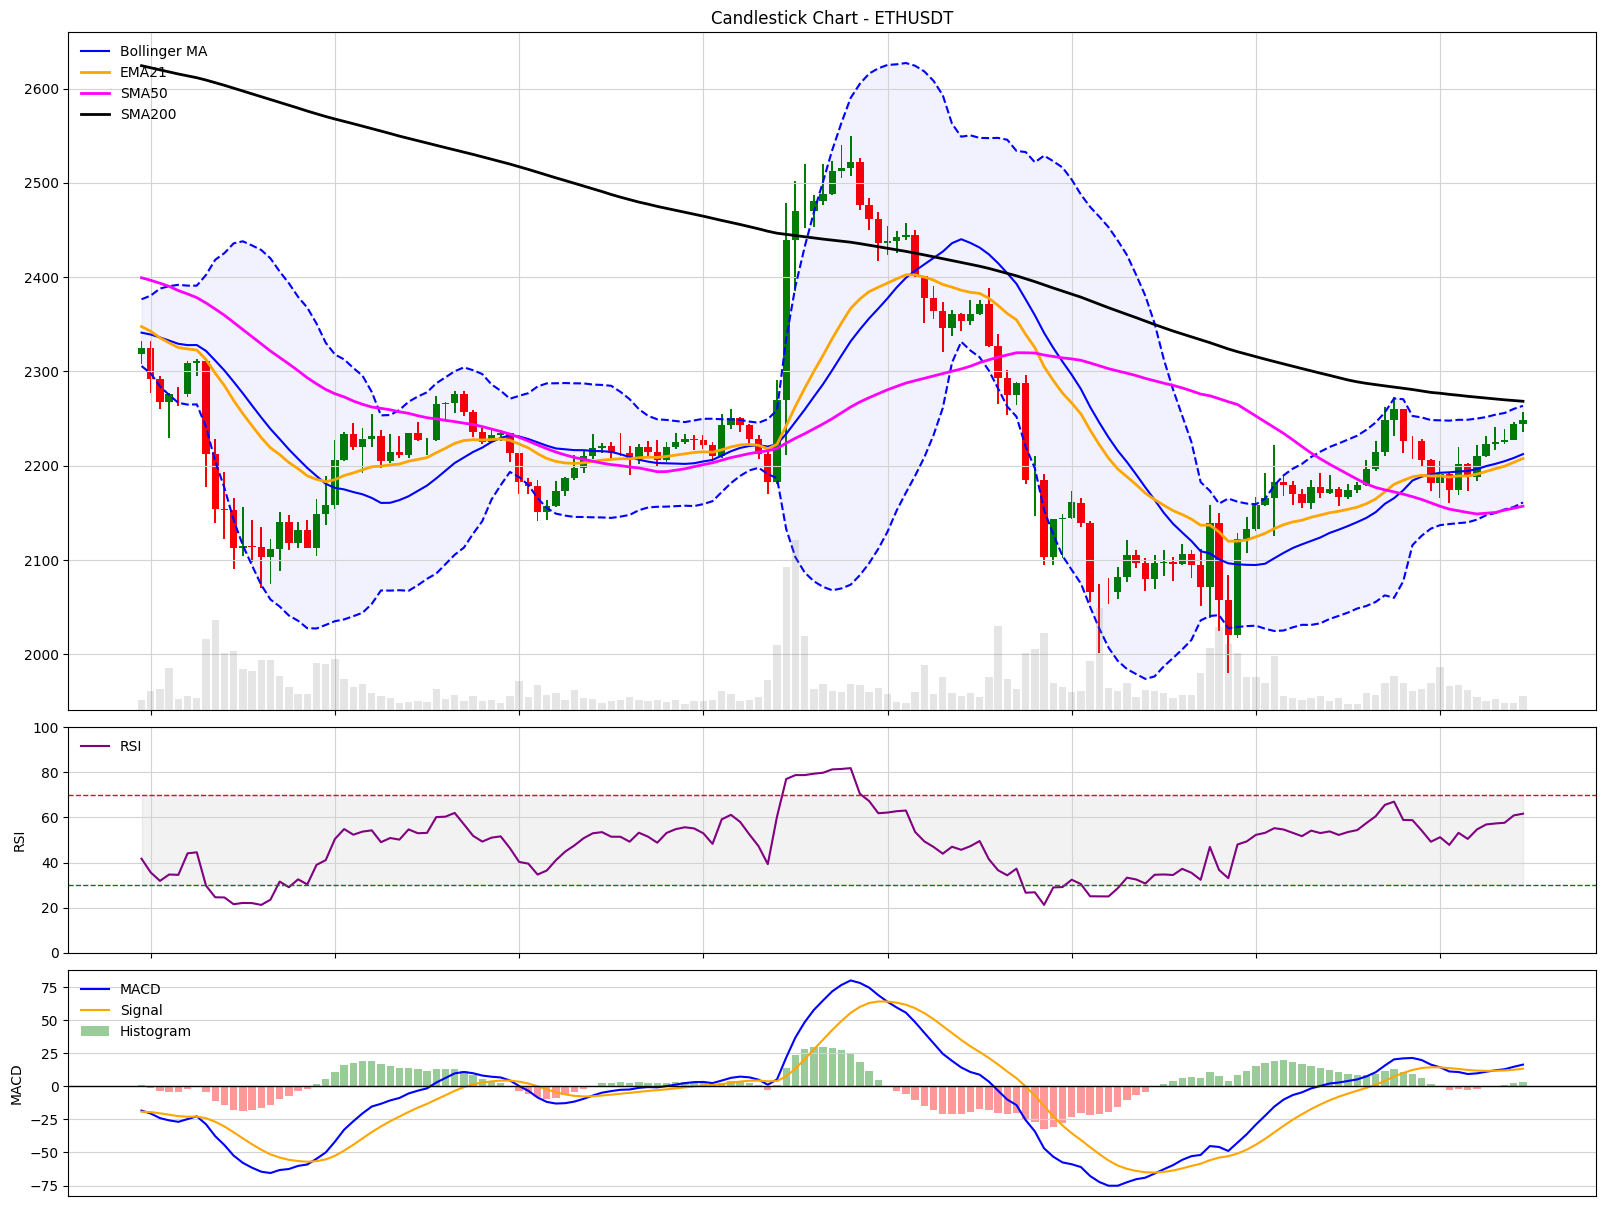 Candlestick Chart - ETHUSDT
Bollinger MA
EMA21
SMA50
SMA200
2600
2500
2400
2300
2200
2100
2000
RSI
100
80
60
40
20
0
RSI
MACD
Signal
Histogram
75
50
25
0
−25
−50
−75
MACD